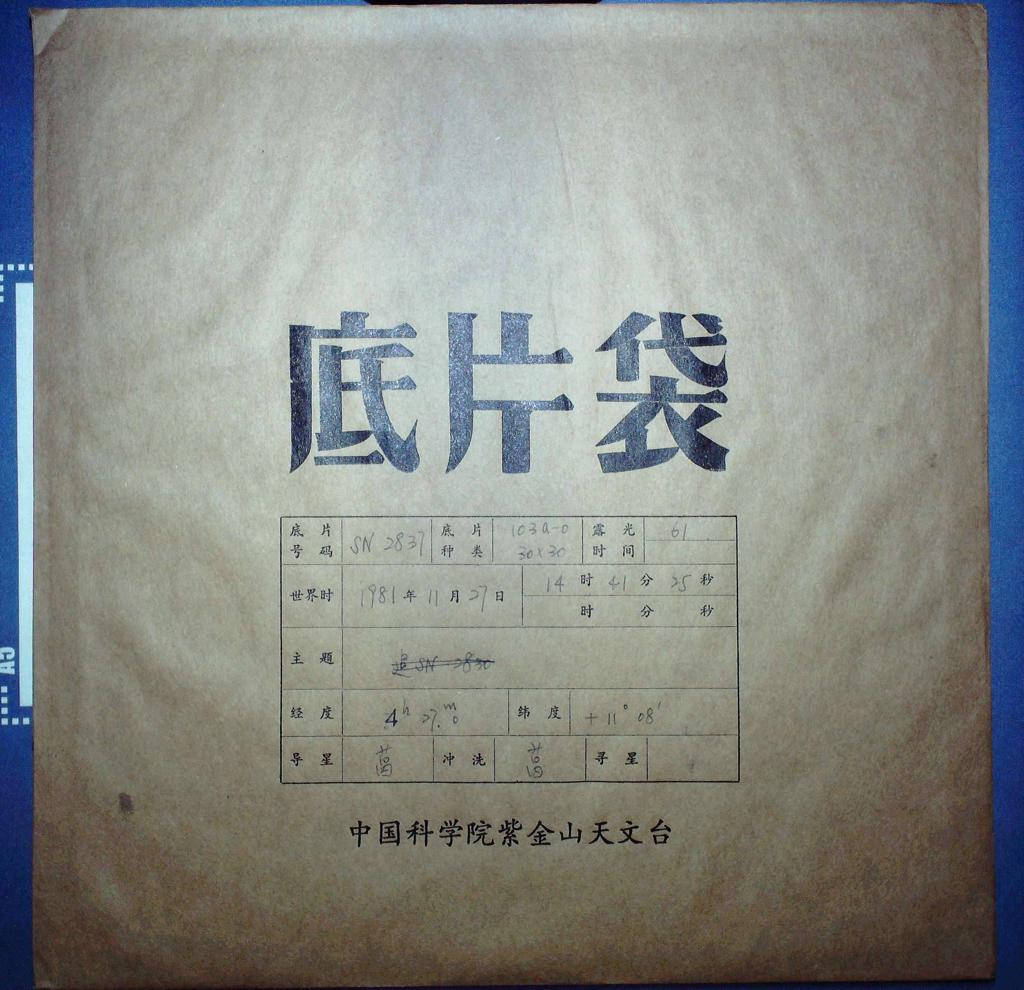 底片袋
底片号码 SN 2837 底片种类 103a-0 30×30 露光时间 61
世界时 1981年11月27日 14时41分25秒
时 分 秒
主题 追SN 2830
经度 4h 27.m0 纬度 +11°08′
导星 冲洗 寻星
中国科学院紫金山天文台
A3